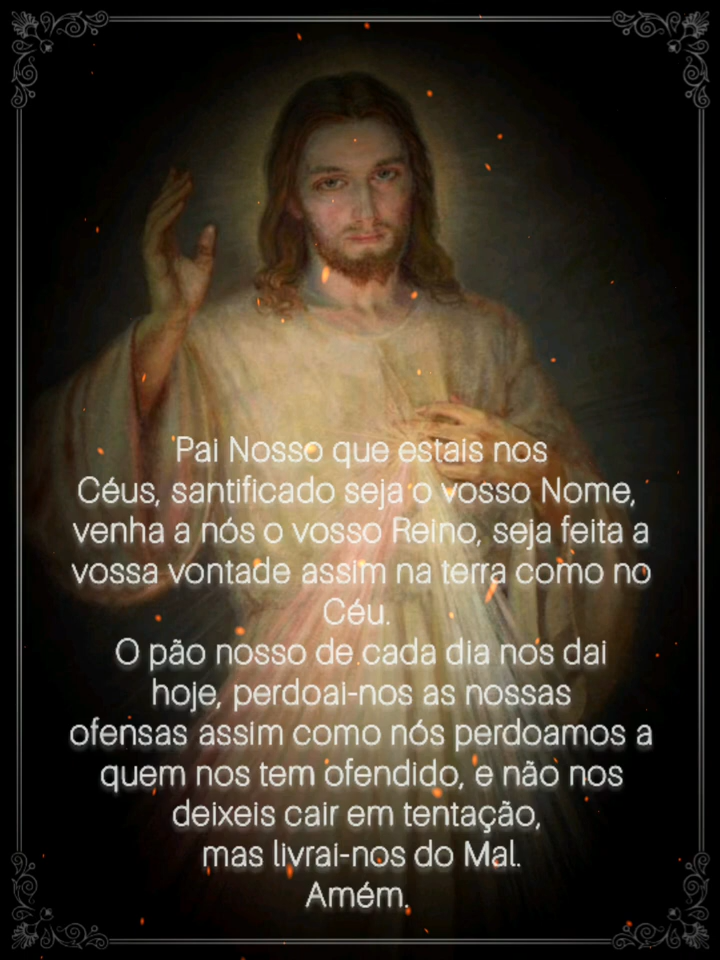 Pai Nosso que estais nos
Céus, santificado seja o vosso Nome,
venha a nós o vosso Reino, seja feita a
vossa vontade assim na terra como no
Céu.
O pão nosso de cada dia nos dai
hoje, perdoai-nos as nossas
ofensas assim como nós perdoamos a
quem nos tem ofendido, e não nos
deixeis cair em tentação,
mas livrai-nos do Mal.
Amém.